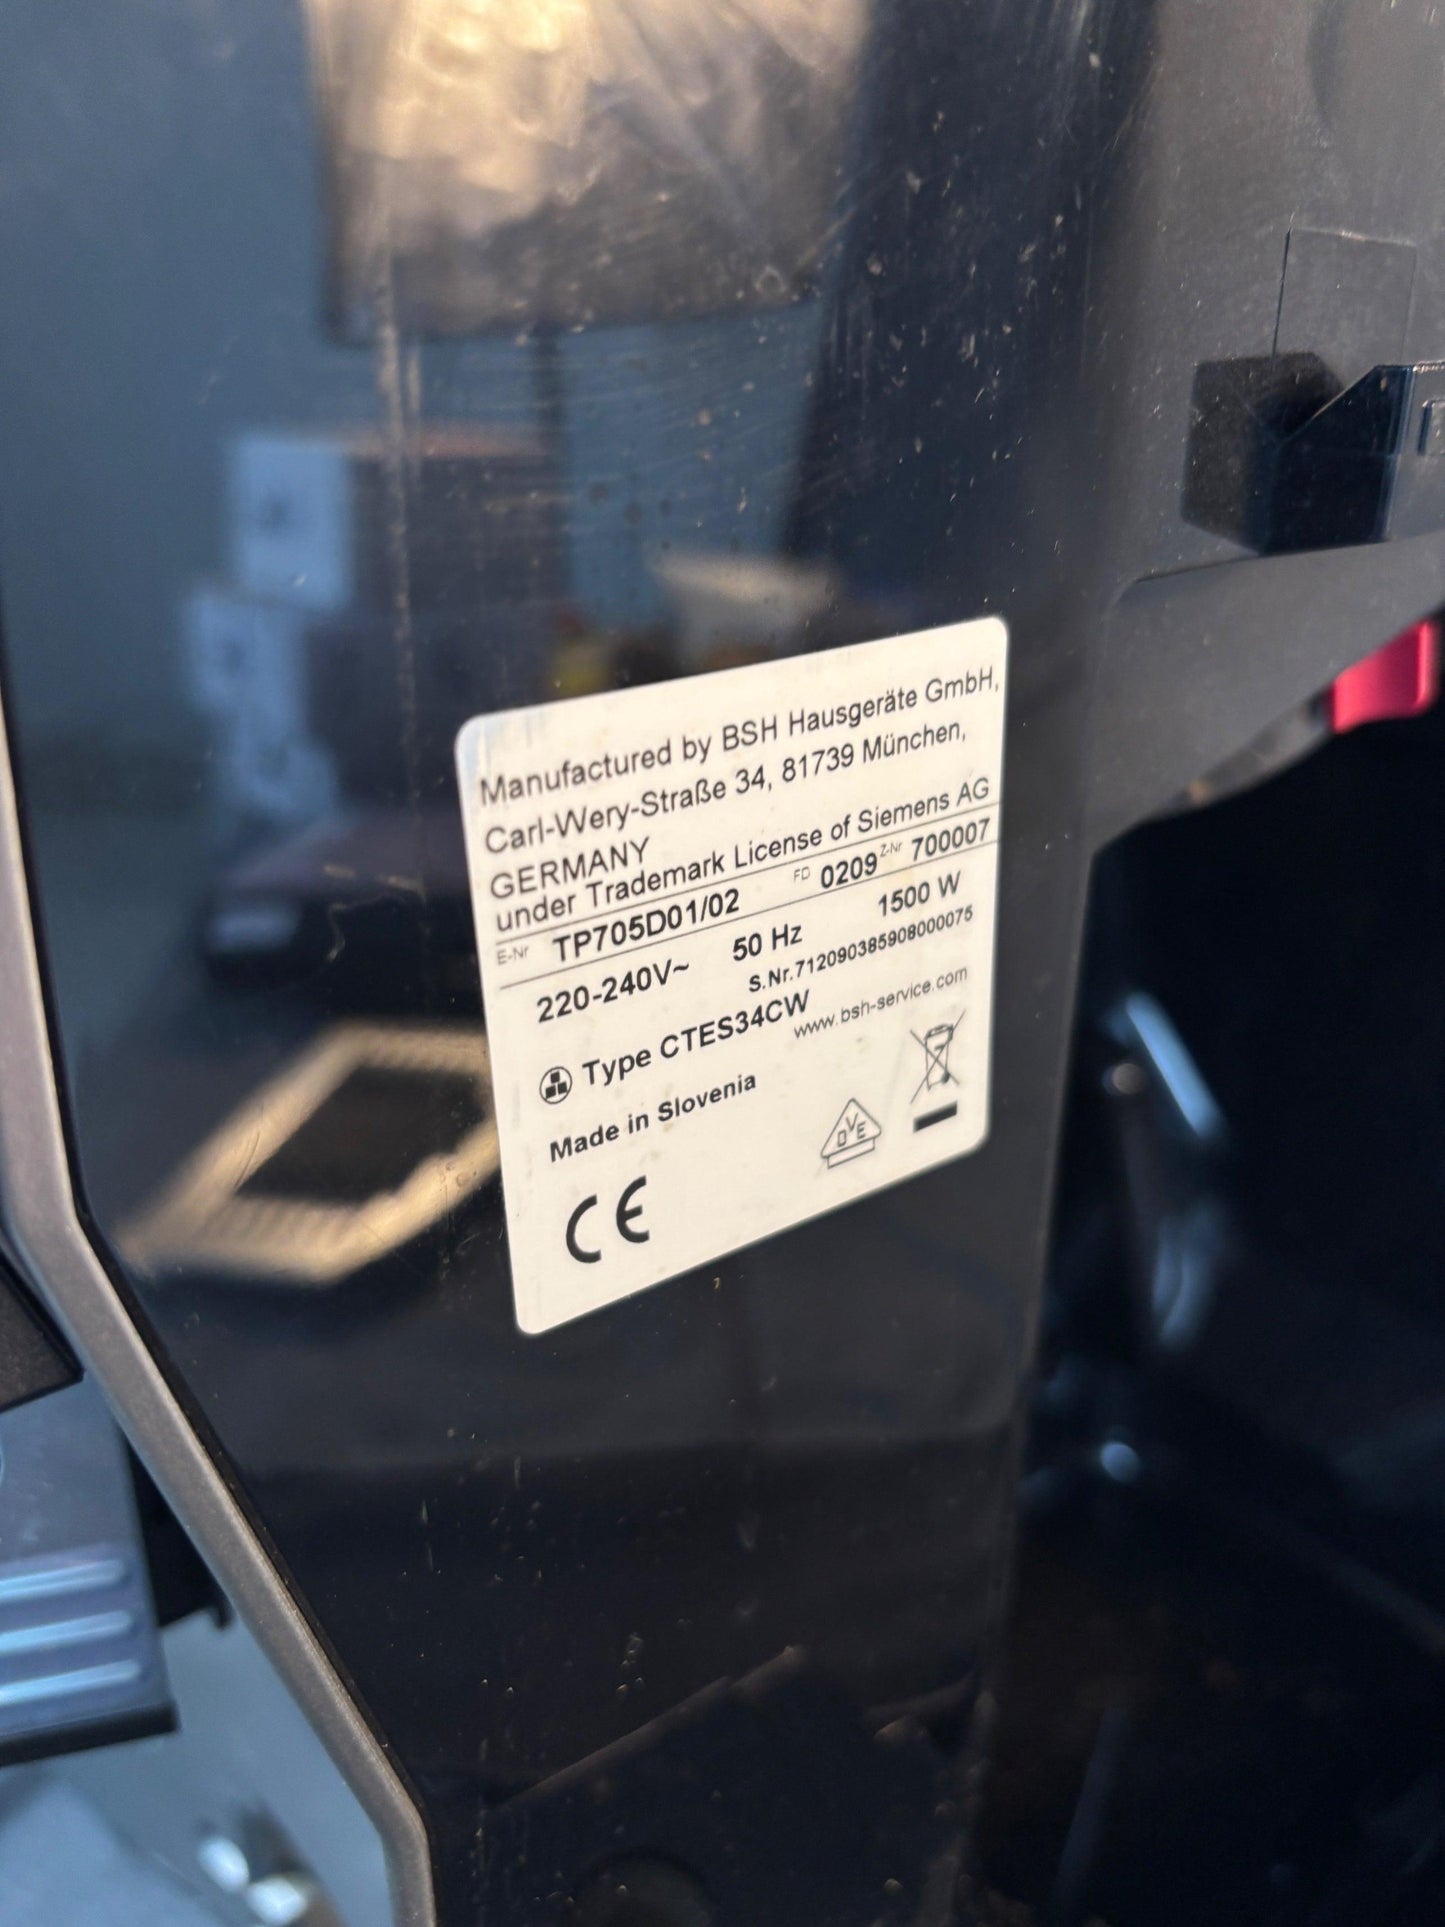 Manufactured by BSH Hausgeräte GmbH,
Carl-Wery-Straße 34, 81739 München,
GERMANY
under Trademark License of Siemens AG
E-Nr TP705D01/02 FD 0209 Z-Nr 700007
220-240V~ 50 Hz 1500 W
S.Nr.712090385908000075
Type CTES34CW
www.bsh-service.com
Made in Slovenia
OVE
CE